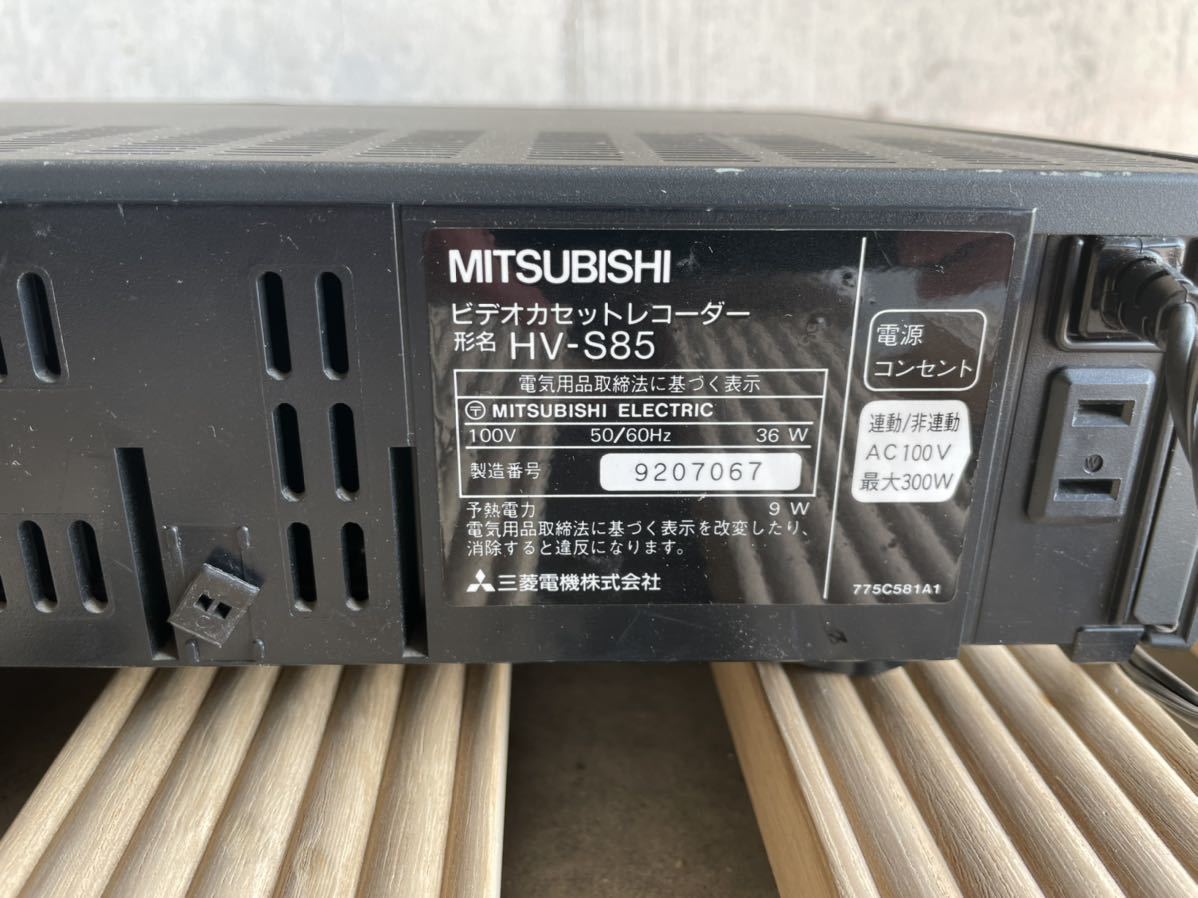 MITSUBISHI
ビデオカセットレコーダー
形名 HV-S85
電気用品取締法に基づく表示
〶 MITSUBISHI ELECTRIC
100V 50/60Hz 36 W
製造番号 9207067
予熱電力 9 W
電気用品取締法に基づく表示を改変したり、
消除すると違反になります。
三菱電機株式会社
電源
コンセント
連動/非連動
AC100V
最大300W
775C581A1